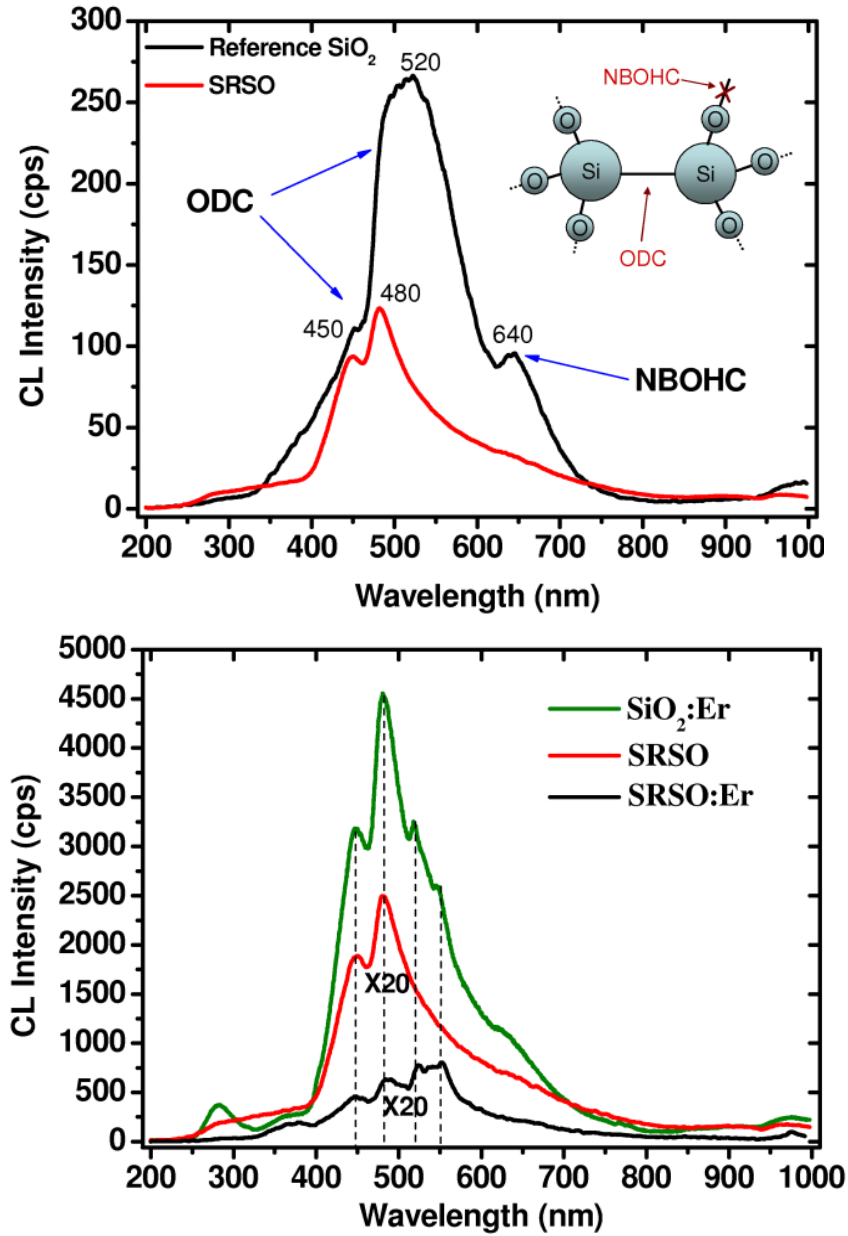 300
250
200
150
100
50
0
CL Intensity (cps)
Reference SiO₂
SRSO
520
ODC
450
480
640
NBOHC
NBOHC
O
O
O
O
O
O
Si
Si
ODC
200 300 400 500 600 700 800 900 1000
Wavelength (nm)
5000
4500
4000
3500
3000
2500
2000
1500
1000
500
0
CL Intensity (cps)
SiO₂:Er
SRSO
SRSO:Er
X20
X20
200 300 400 500 600 700 800 900 1000
Wavelength (nm)